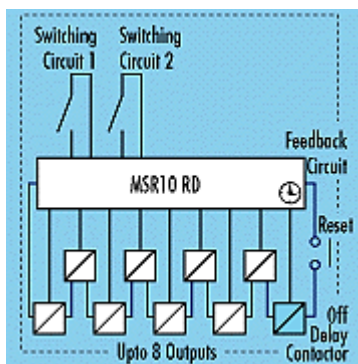 Switching
Circuit 1
Switching
Circuit 2
Feedback
Circuit
MSR10 RD
Reset
Off
Delay
Contactor
Upto 8 Outputs